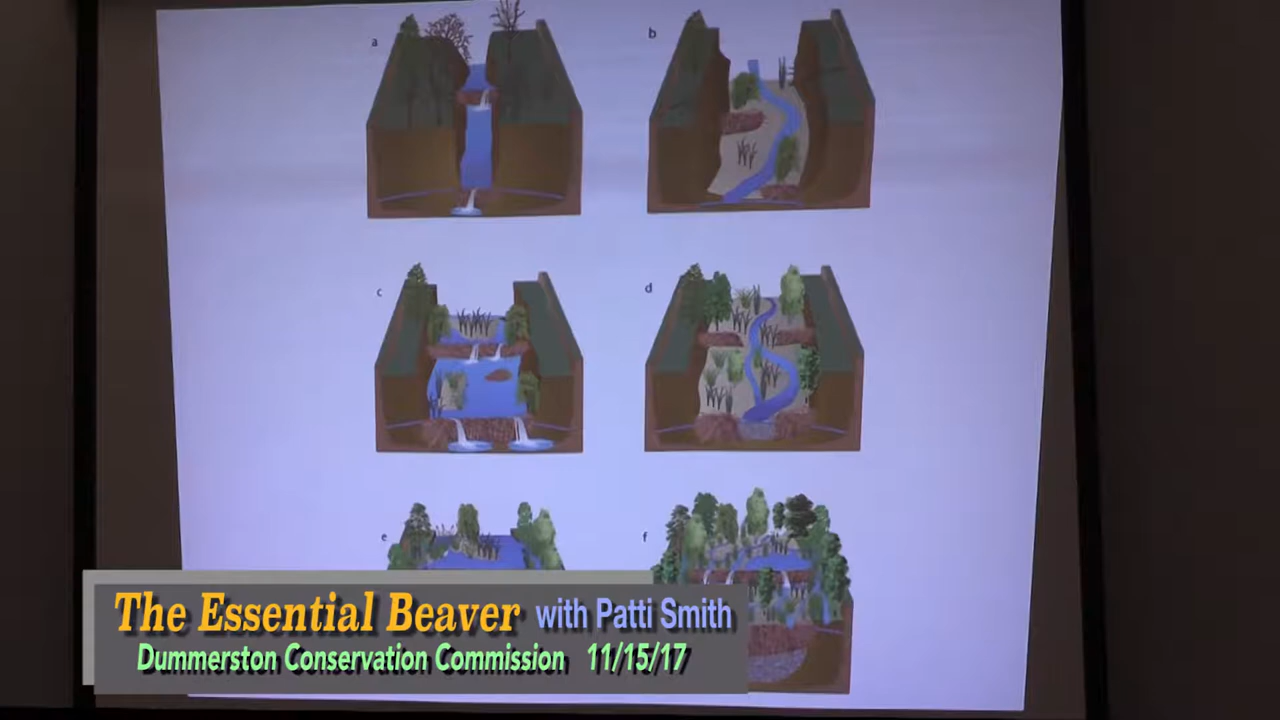 a
b
c
d
e
f
The Essential Beaver with Patti Smith
Dummerston Conservation Commission 11/15/17